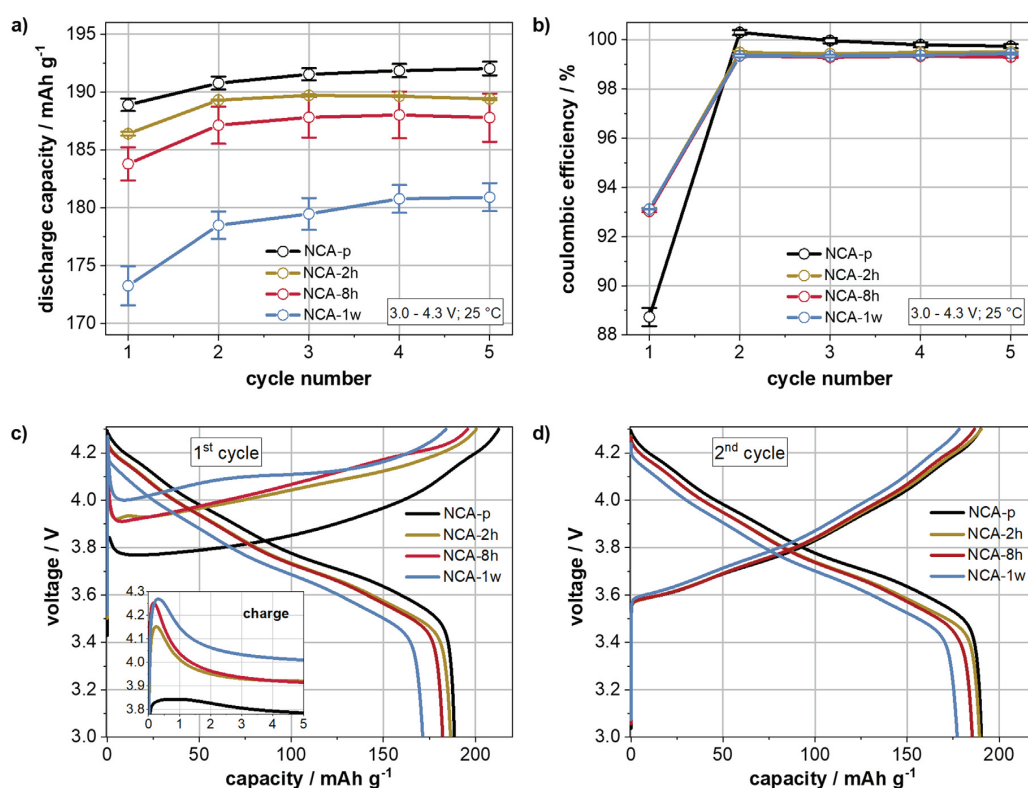 a)
195
190
185
180
175
170
discharge capacity / mAh g⁻¹
NCA-p
NCA-2h
NCA-8h
NCA-1w
3.0 - 4.3 V; 25 °C
1 2 3 4 5
cycle number
b)
100
98
96
94
92
90
88
coulombic efficiency / %
NCA-p
NCA-2h
NCA-8h
NCA-1w
3.0 - 4.3 V; 25 °C
1 2 3 4 5
cycle number
c)
1st cycle
4.2
4.0
3.8
3.6
3.4
3.2
3.0
voltage / V
NCA-p
NCA-2h
NCA-8h
NCA-1w
charge
4.3
4.2
4.1
4.0
3.9
3.8
0 1 2 3 4 5
0 50 100 150 200
capacity / mAh g⁻¹
d)
2nd cycle
4.2
4.0
3.8
3.6
3.4
3.2
3.0
voltage / V
NCA-p
NCA-2h
NCA-8h
NCA-1w
0 50 100 150 200
capacity / mAh g⁻¹